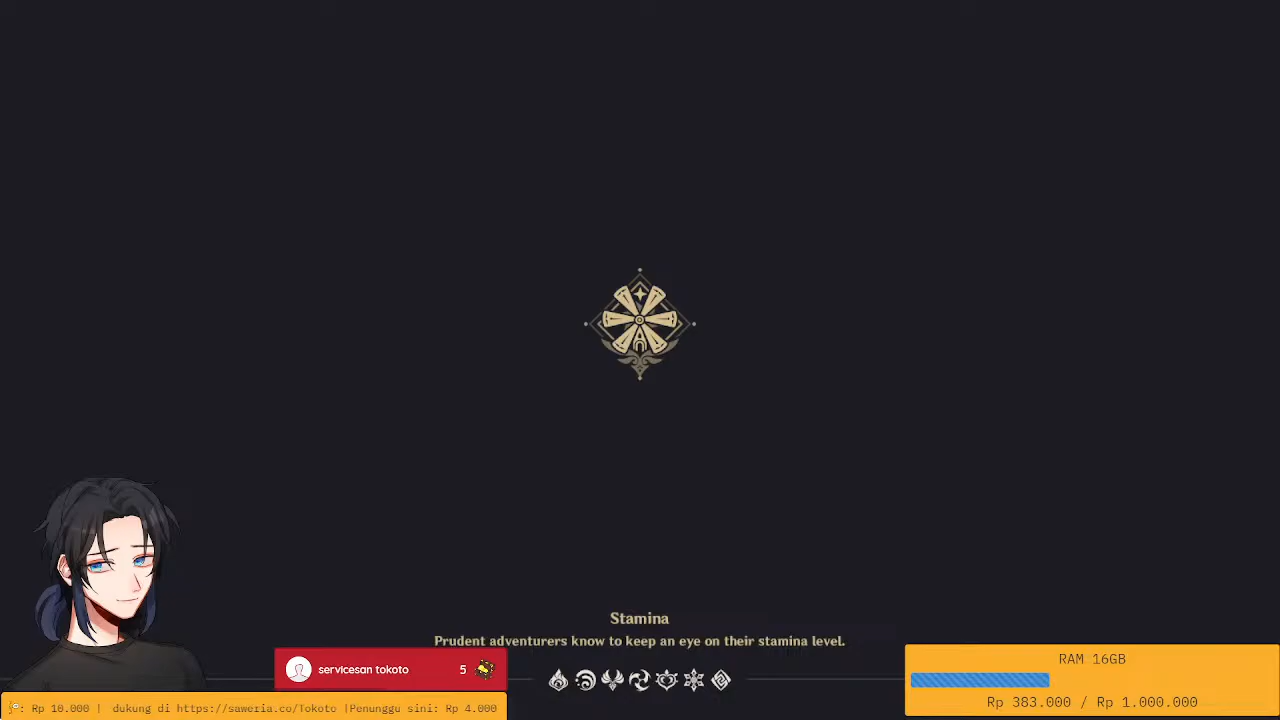 Stamina
Prudent adventurers know to keep an eye on their stamina level.
servicesan tokoto 5
: Rp 10.000 | dukung di https://saweria.co/Tokoto |Penunggu sini: Rp 4.000
RAM 16GB
Rp 383.000 / Rp 1.000.000